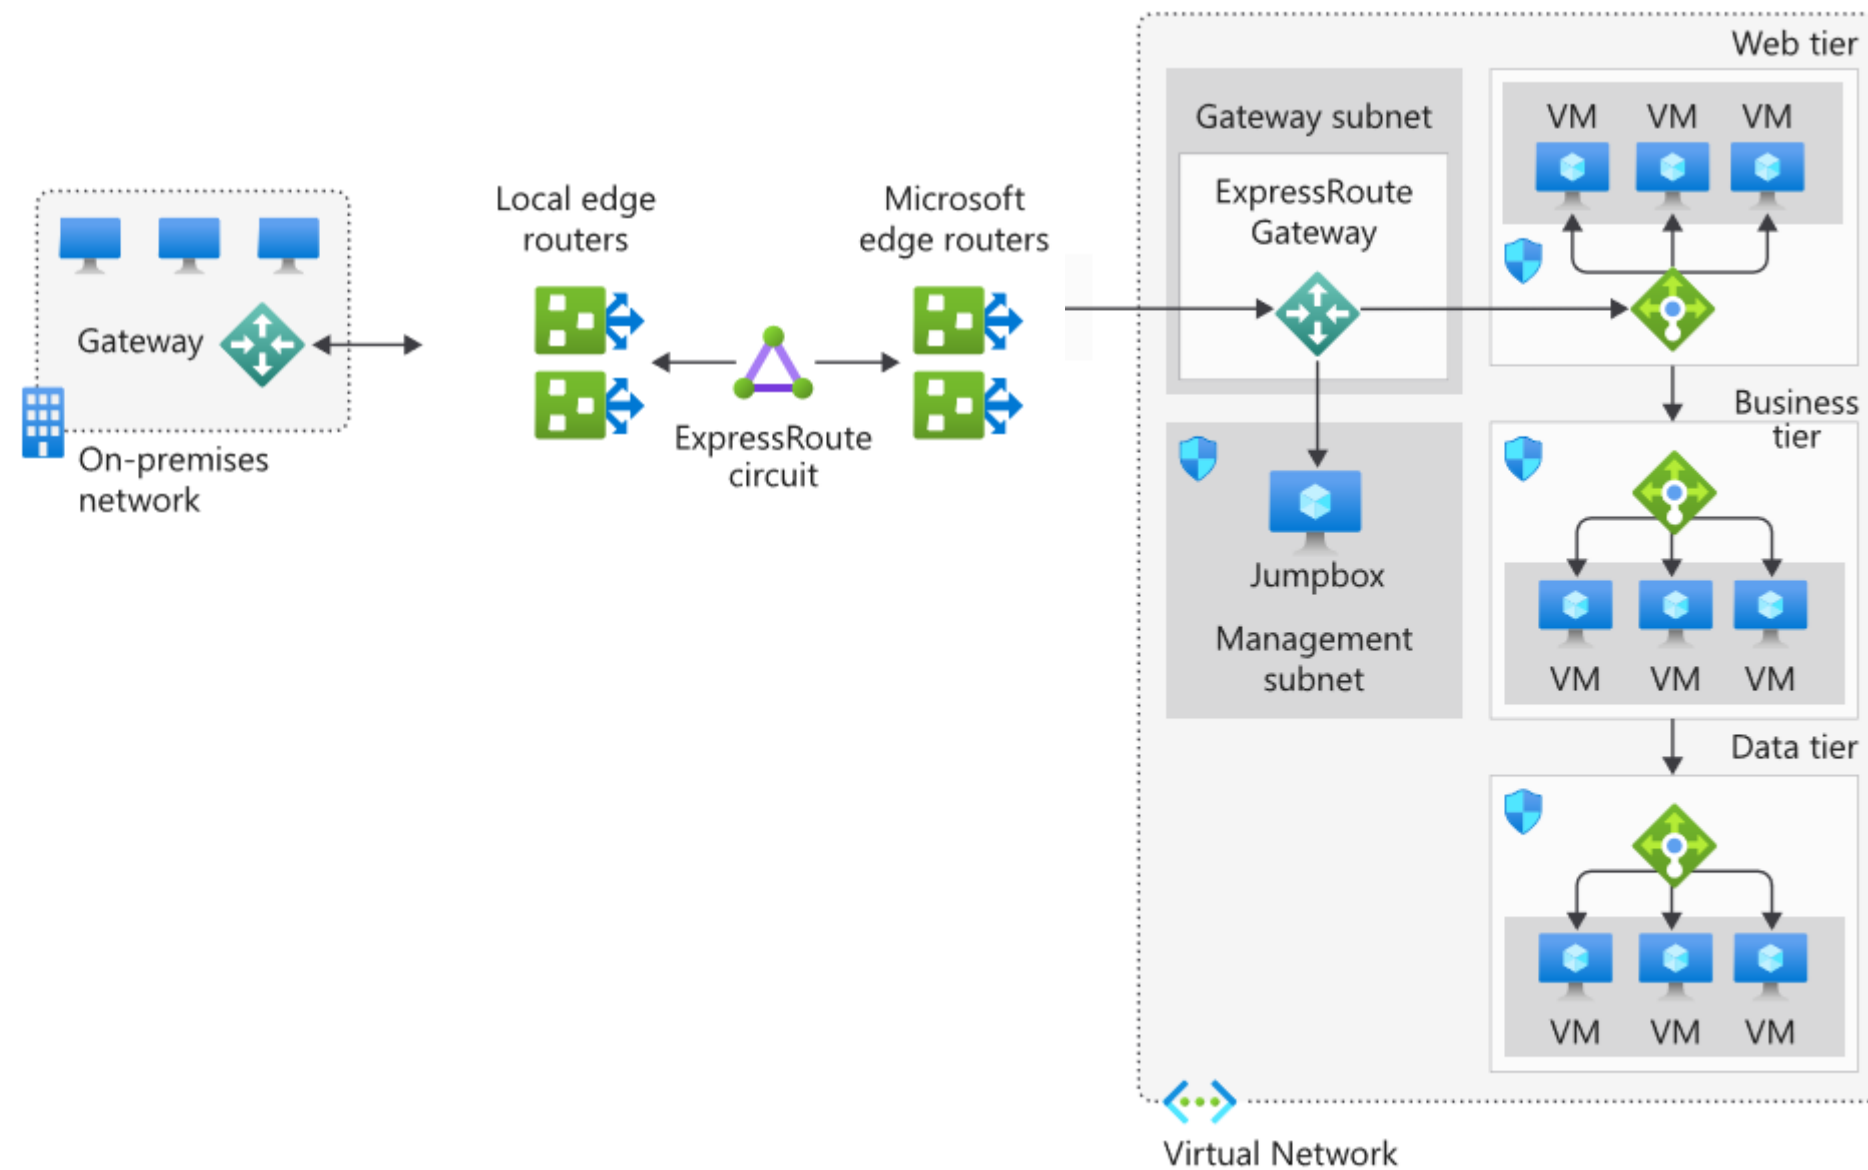 Web tier
Gateway subnet
VM VM VM
ExpressRoute
Gateway
Local edge
routers
Microsoft
edge routers
Gateway
On-premises
network
ExpressRoute
circuit
Business
tier
Jumpbox
Management
subnet
VM VM VM
Data tier
VM VM VM
Virtual Network